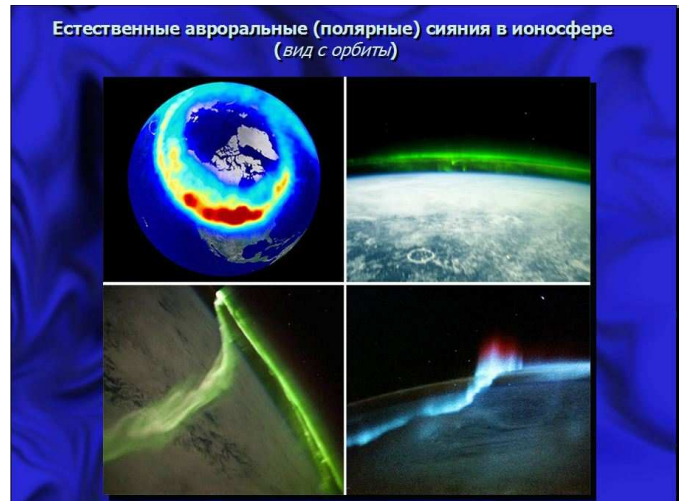 Естественные авроральные (полярные) сияния в ионосфере
(вид с орбиты)